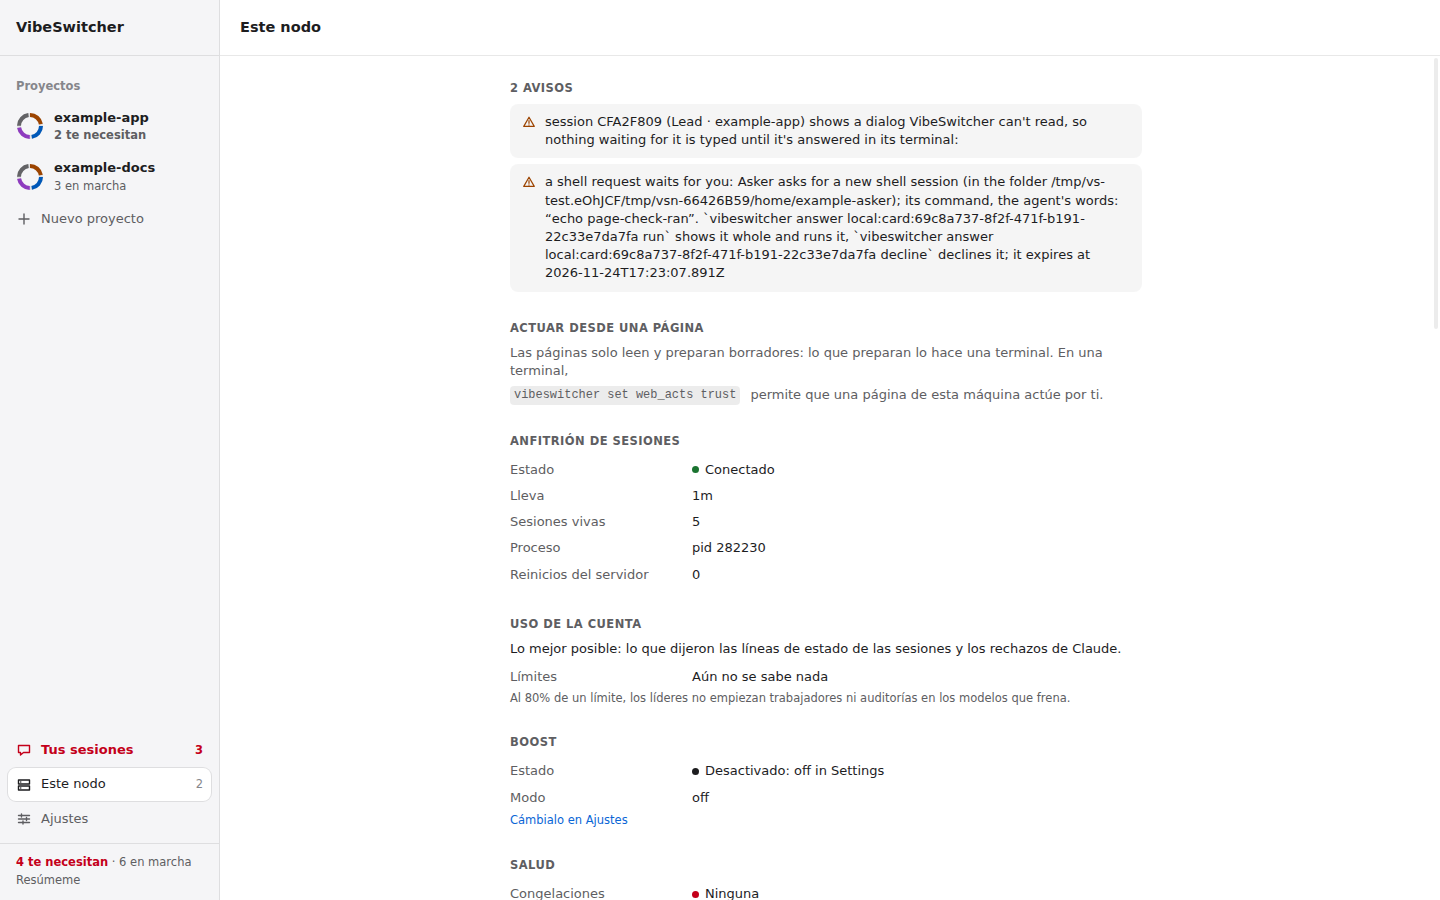 VibeSwitcher
Este nodo
Proyectos
example-app
2 te necesitan
example-docs
3 en marcha
Nuevo proyecto
2 AVISOS
session CFA2F809 (Lead · example-app) shows a dialog VibeSwitcher can't read, so
nothing waiting for it is typed until it's answered in its terminal:
a shell request waits for you: Asker asks for a new shell session (in the folder /tmp/vs-
test.eOhJCF/tmp/vsn-66426B59/home/example-asker); its command, the agent's words:
“echo page-check-ran”. `vibeswitcher answer local:card:69c8a737-8f2f-471f-b191-
22c33e7da7fa run` shows it whole and runs it, `vibeswitcher answer
local:card:69c8a737-8f2f-471f-b191-22c33e7da7fa decline` declines it; it expires at
2026-11-24T17:23:07.891Z
ACTUAR DESDE UNA PÁGINA
Las páginas solo leen y preparan borradores: lo que preparan lo hace una terminal. En una
terminal,
vibeswitcher set web_acts trust permite que una página de esta máquina actúe por ti.
ANFITRIÓN DE SESIONES
Estado Conectado
Lleva 1m
Sesiones vivas 5
Proceso pid 282230
Reinicios del servidor 0
USO DE LA CUENTA
Lo mejor posible: lo que dijeron las líneas de estado de las sesiones y los rechazos de Claude.
Límites Aún no se sabe nada
Al 80% de un límite, los líderes no empiezan trabajadores ni auditorías en los modelos que frena.
BOOST
Estado Desactivado: off in Settings
Modo off
Cámbialo en Ajustes
SALUD
Congelaciones Ninguna
Tus sesiones 3
Este nodo 2
Ajustes
4 te necesitan · 6 en marcha
Resúmeme